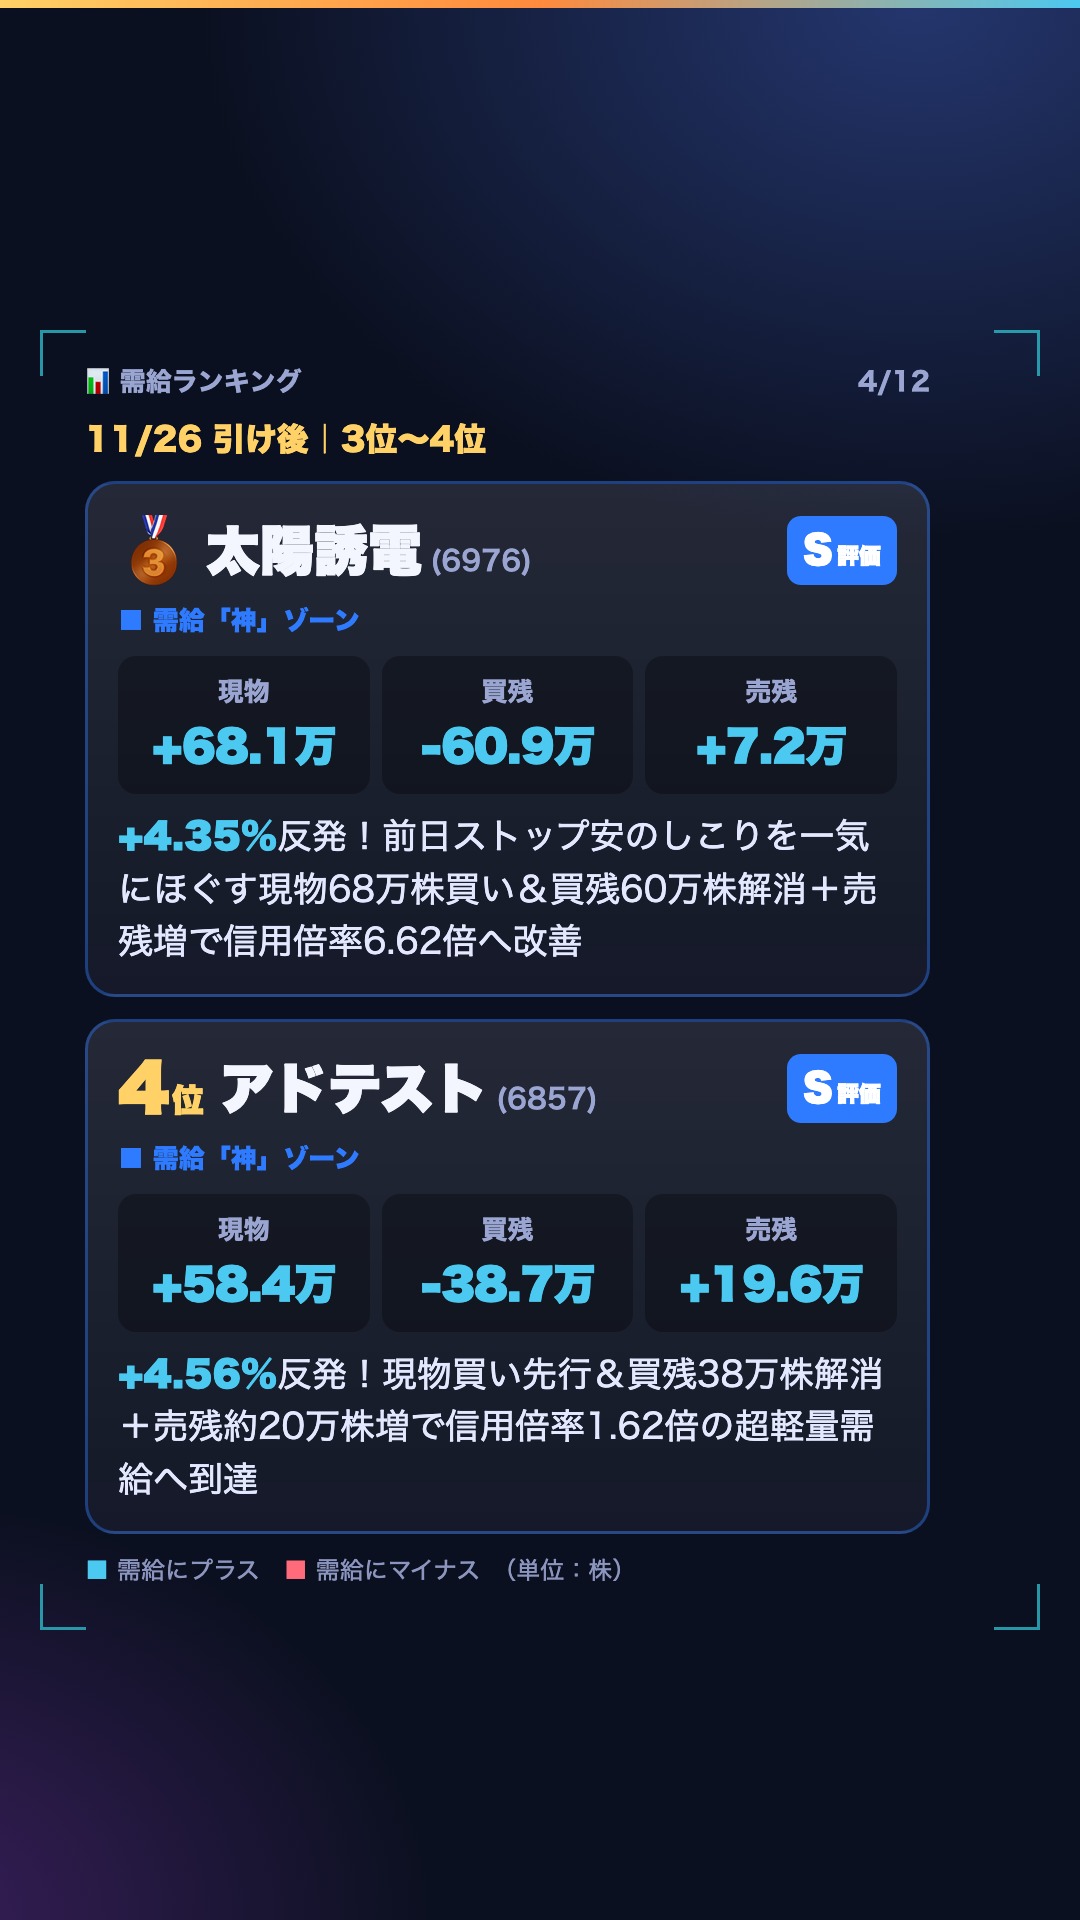 📊 需給ランキング 4/12
11/26 引け後｜3位〜4位
3 太陽誘電 (6976) S評価
■ 需給「神」ゾーン
現物 買残 売残
+68.1万 -60.9万 +7.2万
+4.35%反発！前日ストップ安のしこりを一気
にほぐす現物68万株買い＆買残60万株解消＋売
残増で信用倍率6.62倍へ改善
4位 アドテスト (6857) S評価
■ 需給「神」ゾーン
現物 買残 売残
+58.4万 -38.7万 +19.6万
+4.56%反発！現物買い先行＆買残38万株解消
＋売残約20万株増で信用倍率1.62倍の超軽量需
給へ到達
■ 需給にプラス ■ 需給にマイナス （単位：株）